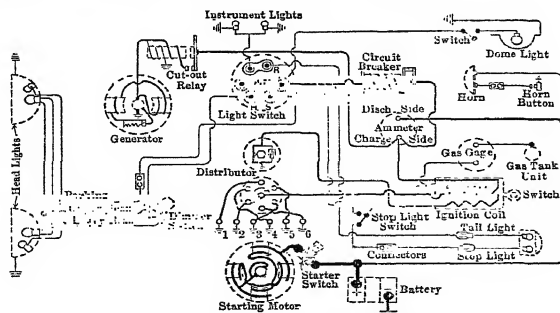 Instrument Lights
Switch
Dome Light
Cut-out
Relay
Circuit
Breaker
R
Horn
Horn
Button
Light Switch
Generator
Disch. Side
Ammeter
Charge Side
Gas Gage
Gas Tank
Unit
Head Lights
Distributor
Switch
Ignition Coil
Stop Light
Switch
Tail Light
1 2 3 4 5 6
Connectors
Stop Light
Starter
Switch
Battery
Starting Motor